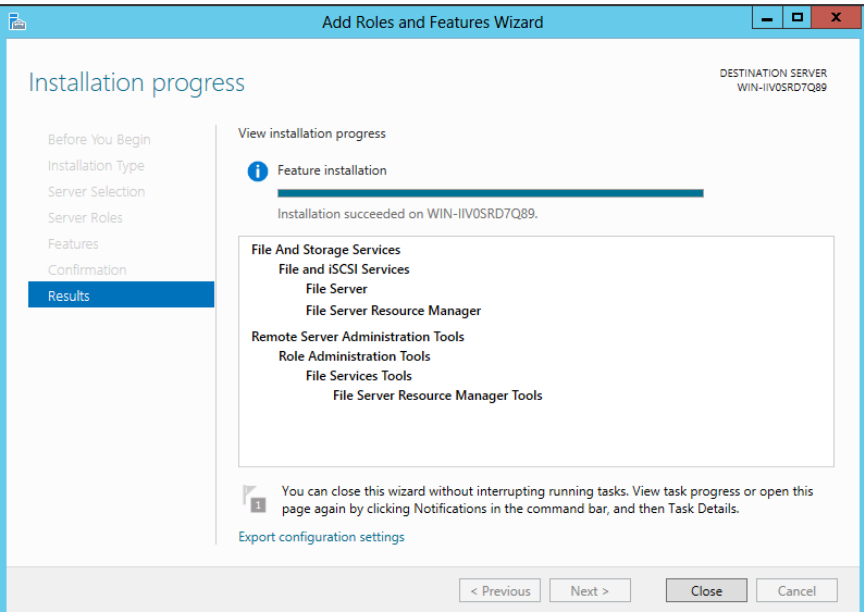 Add Roles and Features Wizard
Installation progress
DESTINATION SERVER
WIN-IIV0SRD7Q89
Before You Begin
Installation Type
Server Selection
Server Roles
Features
Confirmation
Results
View installation progress
Feature installation
Installation succeeded on WIN-IIV0SRD7Q89.
File And Storage Services
File and iSCSI Services
File Server
File Server Resource Manager
Remote Server Administration Tools
Role Administration Tools
File Services Tools
File Server Resource Manager Tools
1
You can close this wizard without interrupting running tasks. View task progress or open this
page again by clicking Notifications in the command bar, and then Task Details.
Export configuration settings
< Previous
Next >
Close
Cancel